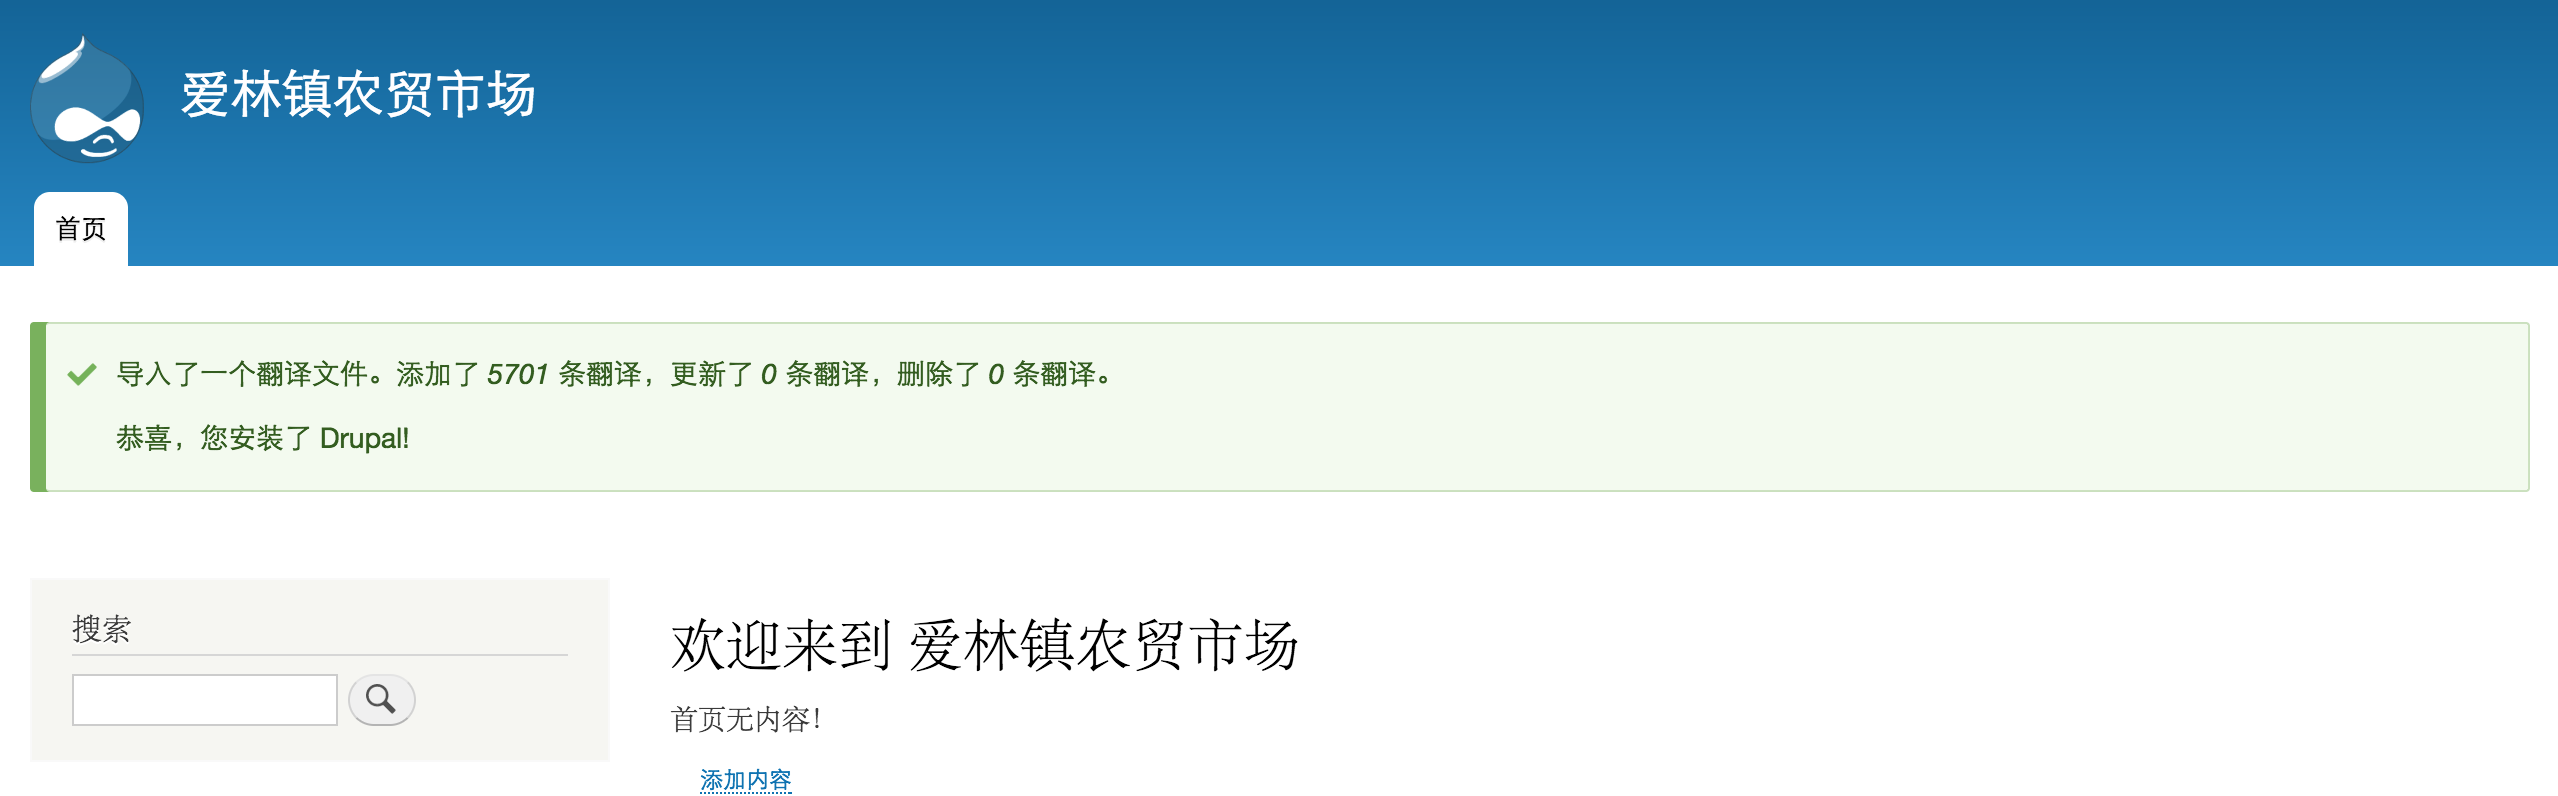 爱林镇农贸市场
首页
导入了一个翻译文件。添加了 5701 条翻译，更新了 0 条翻译，删除了 0 条翻译。
恭喜，您安装了 Drupal!
搜索
欢迎来到 爱林镇农贸市场
首页无内容！
添加内容